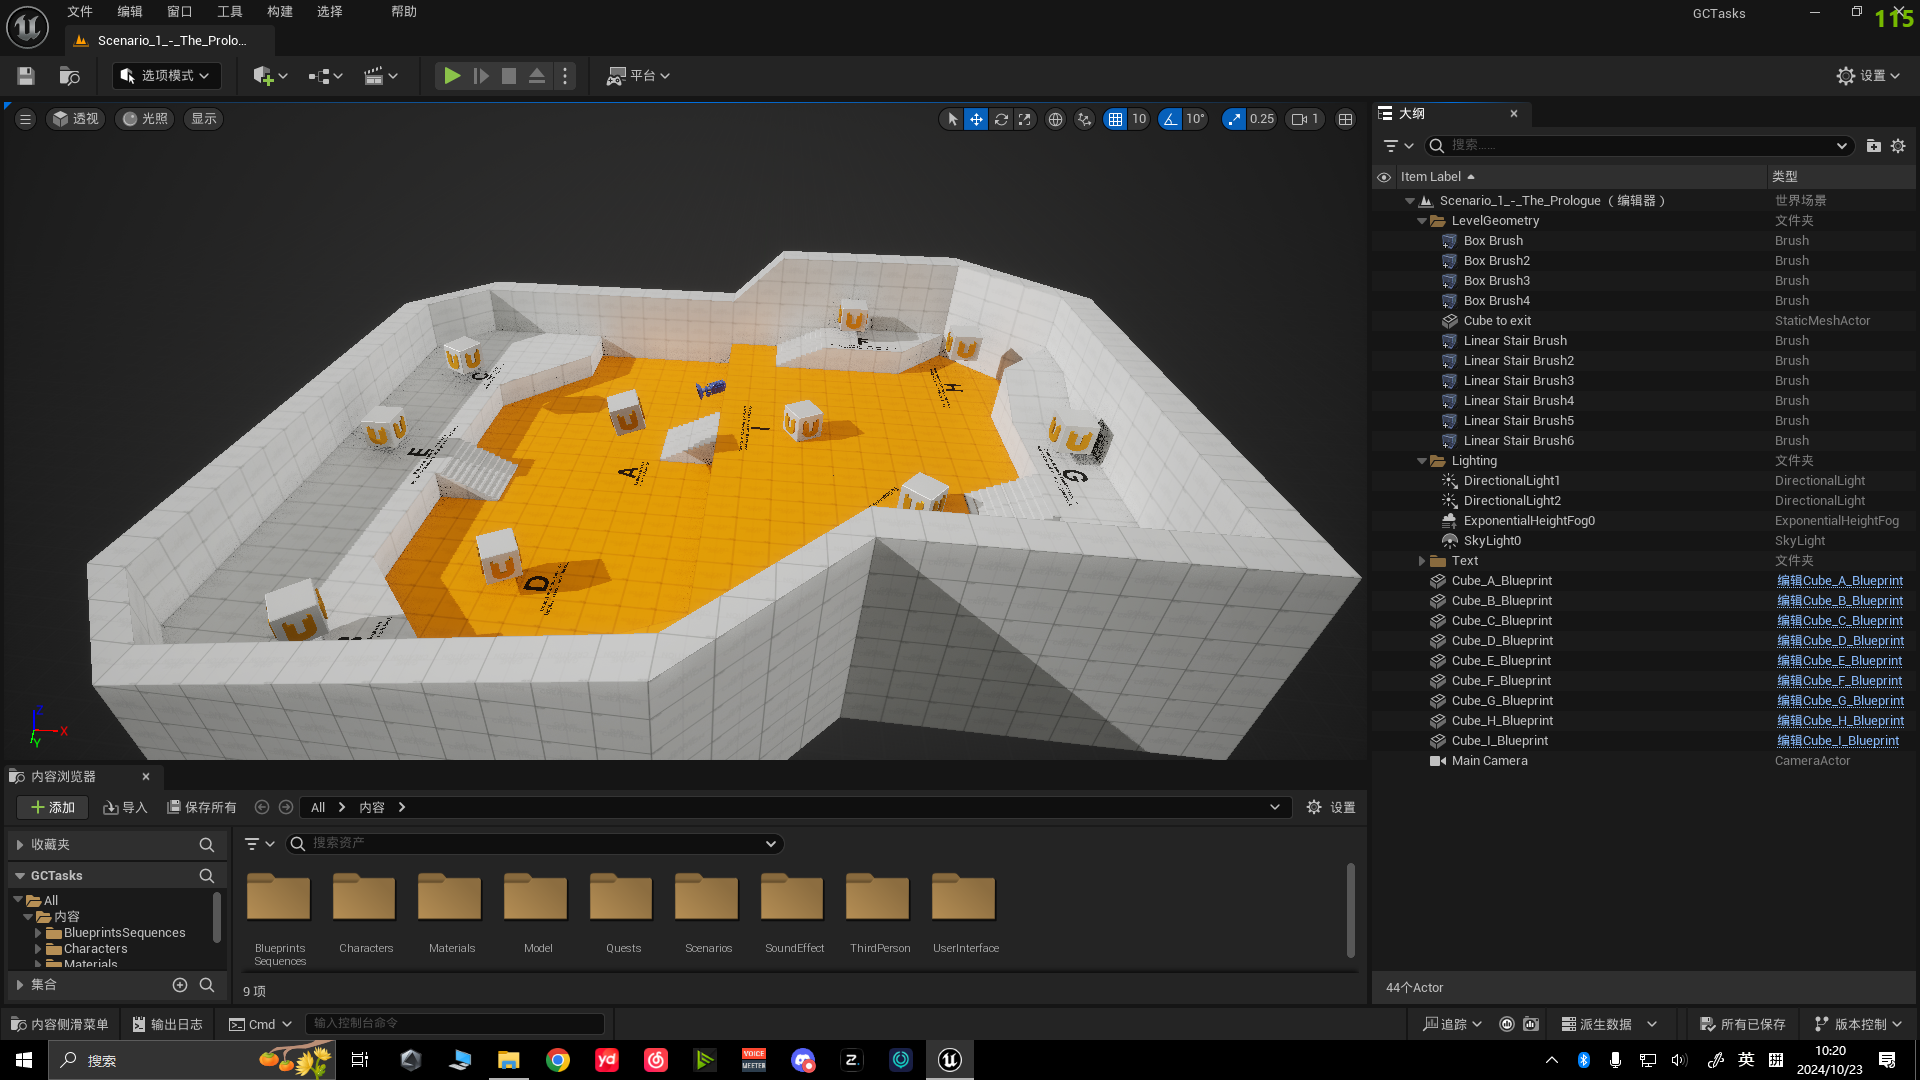 文件 编辑 窗口 工具 构建 选择 帮助
GCTasks
115
Scenario_1_-_The_Prolo...
选项模式
平台
设置
透视 光照 显示
10 10° 0.25 1
C
F
H
E
A
I
G
D
大纲
搜索......
Item Label 类型
Scenario_1_-_The_Prologue （编辑器） 世界场景
LevelGeometry 文件夹
Box Brush Brush
Box Brush2 Brush
Box Brush3 Brush
Box Brush4 Brush
Cube to exit StaticMeshActor
Linear Stair Brush Brush
Linear Stair Brush2 Brush
Linear Stair Brush3 Brush
Linear Stair Brush4 Brush
Linear Stair Brush5 Brush
Linear Stair Brush6 Brush
Lighting 文件夹
DirectionalLight1 DirectionalLight
DirectionalLight2 DirectionalLight
ExponentialHeightFog0 ExponentialHeightFog
SkyLight0 SkyLight
Text 文件夹
Cube_A_Blueprint 编辑Cube_A_Blueprint
Cube_B_Blueprint 编辑Cube_B_Blueprint
Cube_C_Blueprint 编辑Cube_C_Blueprint
Cube_D_Blueprint 编辑Cube_D_Blueprint
Cube_E_Blueprint 编辑Cube_E_Blueprint
Cube_F_Blueprint 编辑Cube_F_Blueprint
Cube_G_Blueprint 编辑Cube_G_Blueprint
Cube_H_Blueprint 编辑Cube_H_Blueprint
Cube_I_Blueprint 编辑Cube_I_Blueprint
Main Camera CameraActor
44个Actor
Z
X
Y
内容浏览器
添加 导入 保存所有 All 内容 设置
收藏夹
搜索资产
GCTasks
All
内容
BlueprintsSequences
Characters
Materials
集合
Blueprints
Sequences
Characters
Materials
Model
Quests
Scenarios
SoundEffect
ThirdPerson
UserInterface
9 项
内容侧滑菜单 输出日志 Cmd 输入控制台命令
追踪 派生数据 所有已保存 版本控制
搜索
yd
VOICE
MEETER
英
10:20
2024/10/23